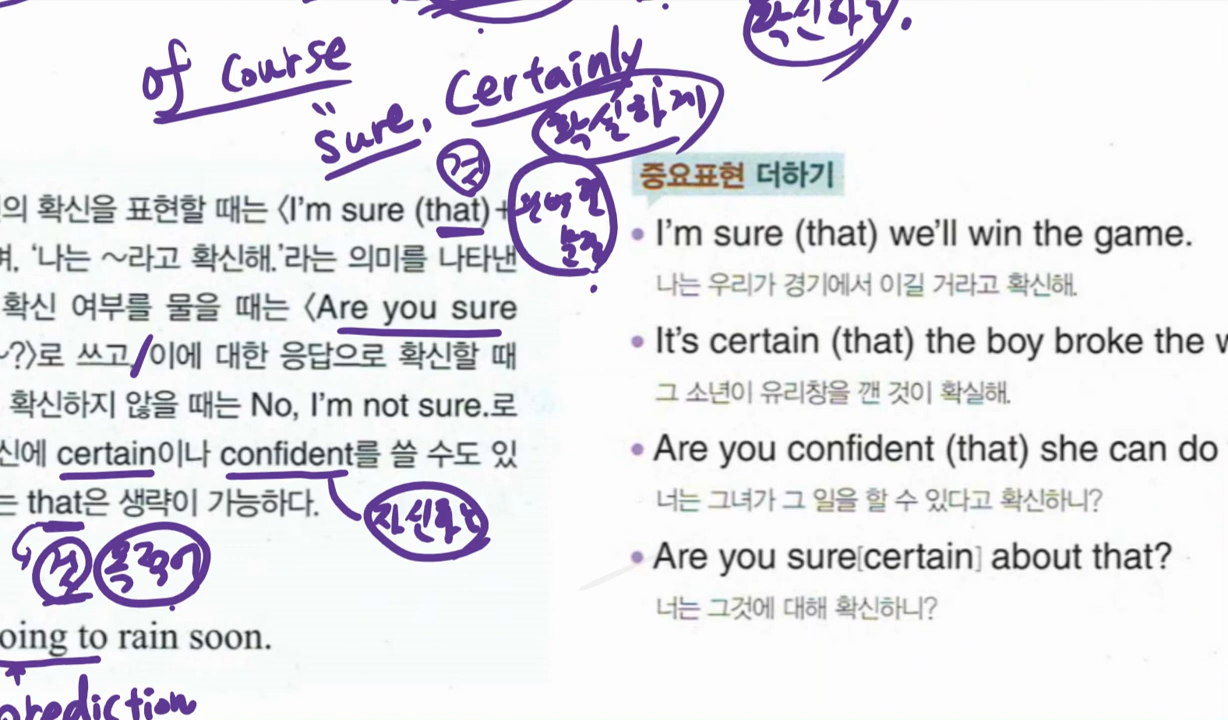 확신하는.
of course
"sure, Certainly
확실하게
것
완벽한
문장.
의 확신을 표현할 때는 〈I'm sure (that)+
며, '나는 ~라고 확신해.'라는 의미를 나타낸
확신 여부를 물을 때는 〈Are you sure
~?〉로 쓰고, 이에 대한 응답으로 확신할 때
확신하지 않을 때는 No, I'm not sure.로
신에 certain이나 confident를 쓸 수도 있
는 that은 생략이 가능하다.
것 목적어.
oing to rain soon.
prediction
중요표현 더하기
• I'm sure (that) we'll win the game.
나는 우리가 경기에서 이길 거라고 확신해.
• It's certain (that) the boy broke the w
그 소년이 유리창을 깬 것이 확실해.
• Are you confident (that) she can do
너는 그녀가 그 일을 할 수 있다고 확신하니?
• Are you sure[certain] about that?
너는 그것에 대해 확신하니?